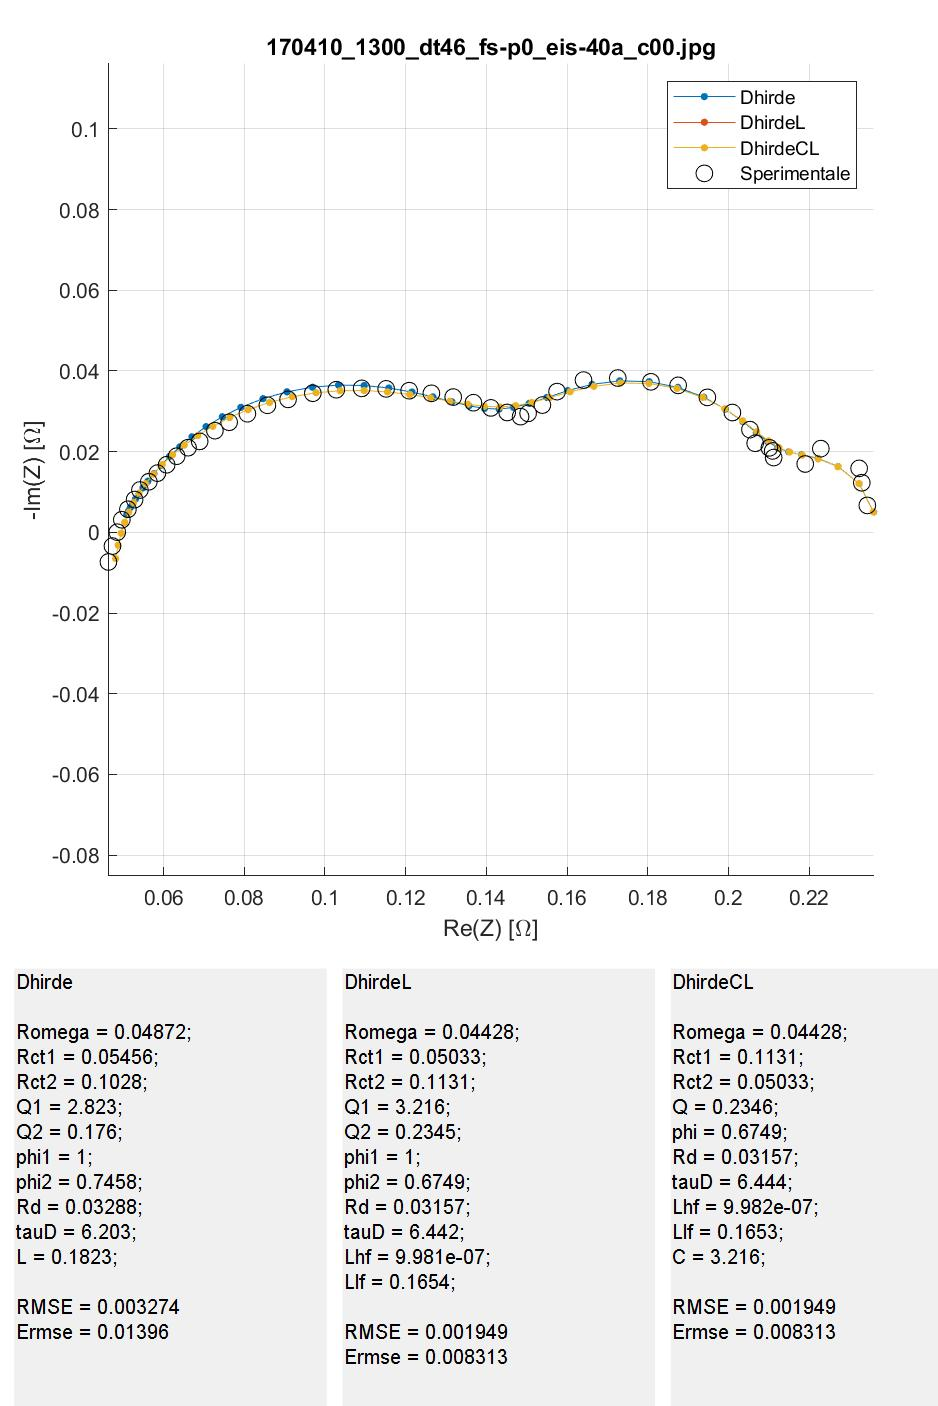 170410_1300_dt46_fs-p0_eis-40a_c00.jpg
Dhirde
DhirdeL
DhirdeCL
Sperimentale
0.1
0.08
0.06
0.04
0.02
0
-0.02
-0.04
-0.06
-0.08
-Im(Z) [Ω]
0.06
0.08
0.1
0.12
0.14
0.16
0.18
0.2
0.22
Re(Z) [Ω]
Dhirde
Romega = 0.04872;
Rct1 = 0.05456;
Rct2 = 0.1028;
Q1 = 2.823;
Q2 = 0.176;
phi1 = 1;
phi2 = 0.7458;
Rd = 0.03288;
tauD = 6.203;
L = 0.1823;
RMSE = 0.003274
Ermse = 0.01396
DhirdeL
Romega = 0.04428;
Rct1 = 0.05033;
Rct2 = 0.1131;
Q1 = 3.216;
Q2 = 0.2345;
phi1 = 1;
phi2 = 0.6749;
Rd = 0.03157;
tauD = 6.442;
Lhf = 9.981e-07;
Llf = 0.1654;
RMSE = 0.001949
Ermse = 0.008313
DhirdeCL
Romega = 0.04428;
Rct1 = 0.1131;
Rct2 = 0.05033;
Q = 0.2346;
phi = 0.6749;
Rd = 0.03157;
tauD = 6.444;
Lhf = 9.982e-07;
Llf = 0.1653;
C = 3.216;
RMSE = 0.001949
Ermse = 0.008313